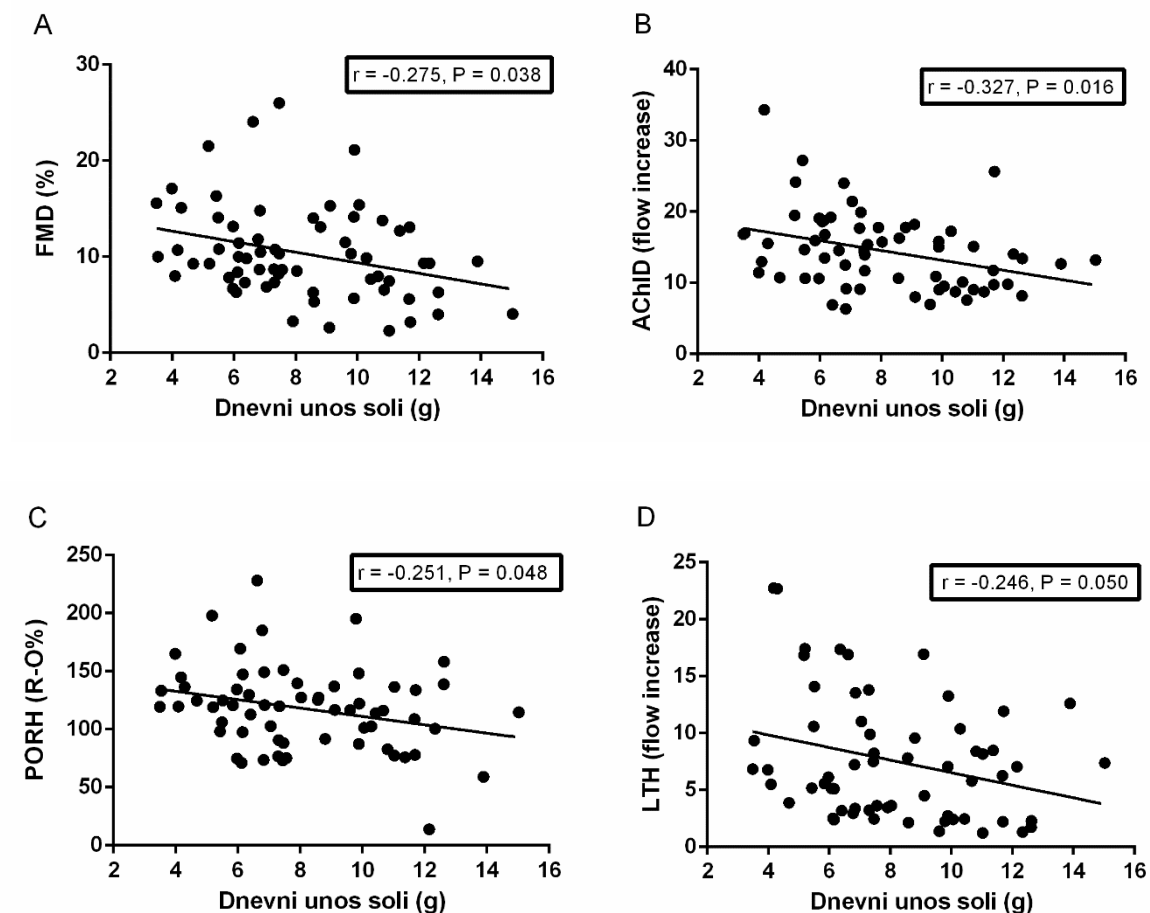 A
r = -0.275, P = 0.038
FMD (%)
30
20
10
0
2 4 6 8 10 12 14 16
Dnevni unos soli (g)
B
r = -0.327, P = 0.016
AChID (flow increase)
40
30
20
10
0
2 4 6 8 10 12 14 16
Dnevni unos soli (g)
C
r = -0.251, P = 0.048
PORH (R-O%)
250
200
150
100
50
0
2 4 6 8 10 12 14 16
Dnevni unos soli (g)
D
r = -0.246, P = 0.050
LTH (flow increase)
25
20
15
10
5
0
2 4 6 8 10 12 14 16
Dnevni unos soli (g)